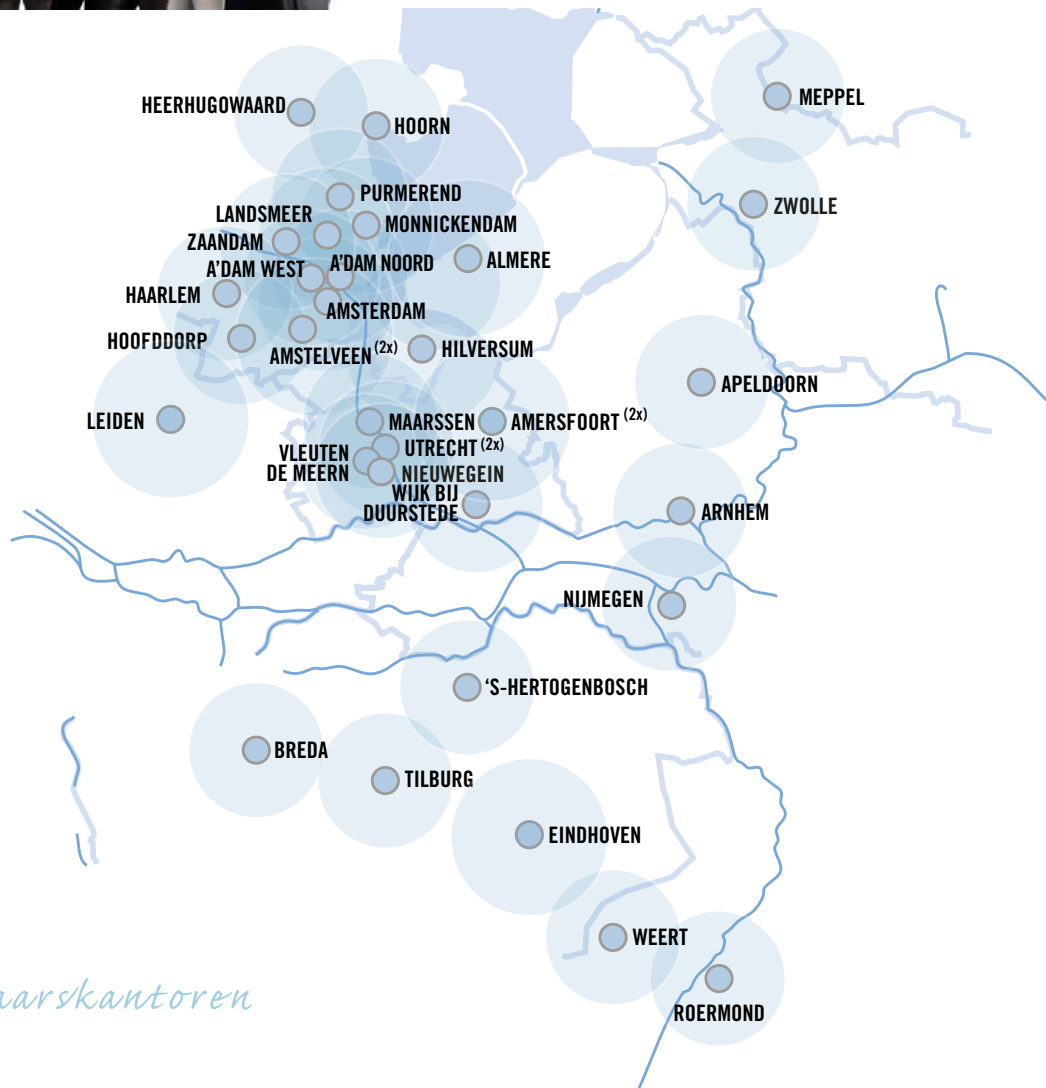 MEPPEL
HEERHUGOWAARD
HOORN
PURMEREND
ZWOLLE
LANDSMEER
MONNICKENDAM
ZAANDAM
A'DAM WEST
A'DAM NOORD
ALMERE
HAARLEM
AMSTERDAM
HOOFDDORP
AMSTELVEEN (2x)
HILVERSUM
APELDOORN
LEIDEN
MAARSSEN
AMERSFOORT (2x)
UTRECHT (2x)
VLEUTEN
DE MEERN
NIEUWEGEIN
WIJK BIJ
DUURSTEDE
ARNHEM
NIJMEGEN
‘S-HERTOGENBOSCH
BREDA
TILBURG
EINDHOVEN
WEERT
aarskantoren
ROERMOND